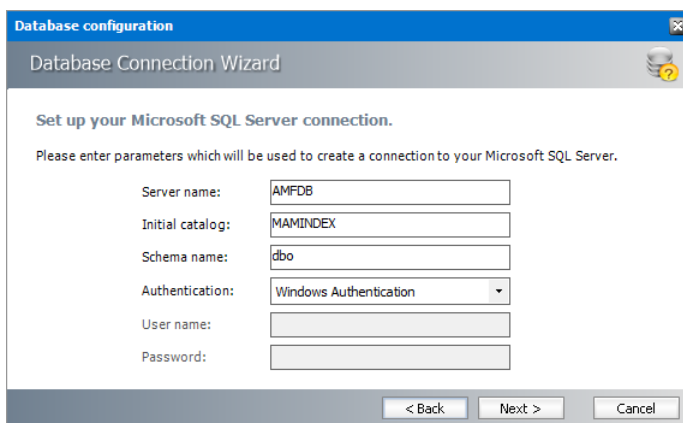 Database configuration
Database Connection Wizard
Set up your Microsoft SQL Server connection.
Please enter parameters which will be used to create a connection to your Microsoft SQL Server.
Server name: AMFDB
Initial catalog: MAMINDEX
Schema name: dbo
Authentication: Windows Authentication
User name:
Password:
< Back Next > Cancel